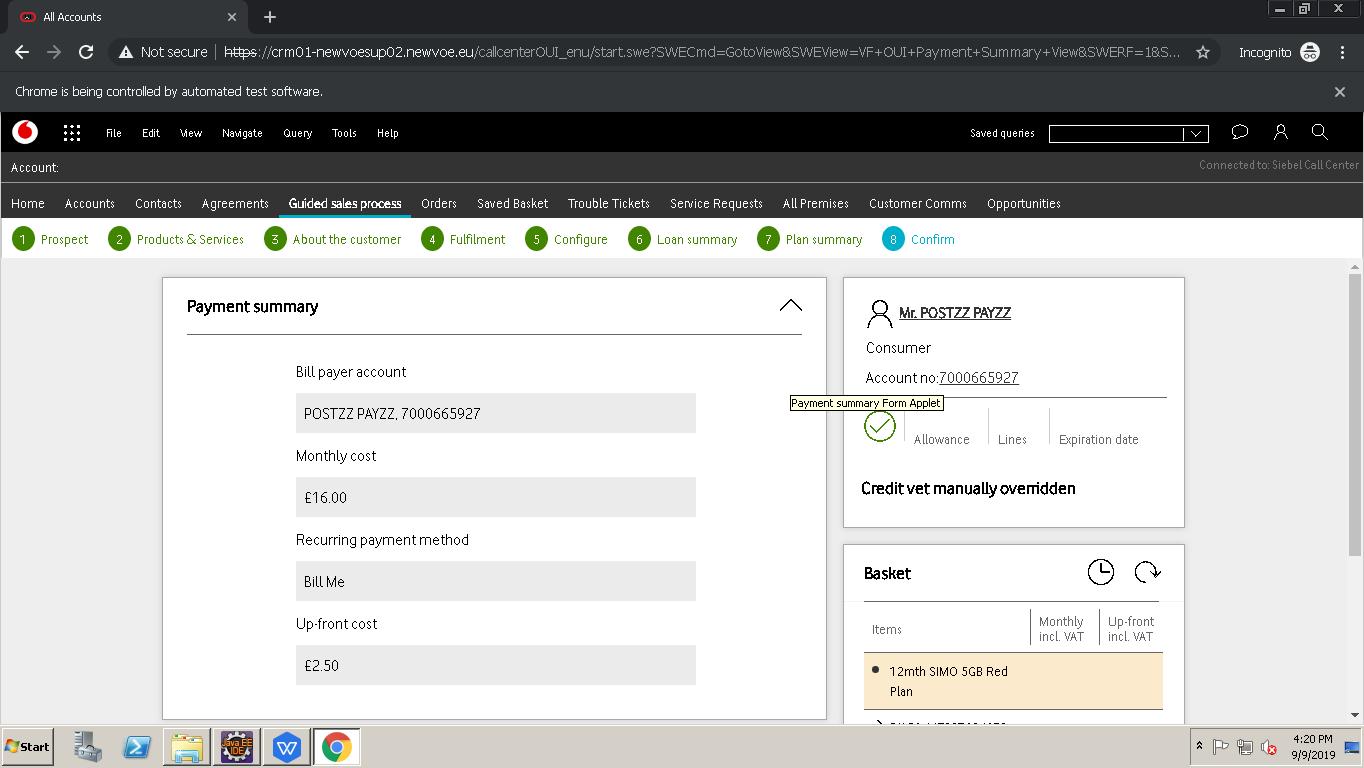 All Accounts
Not secure
https://crm01-newvoesup02.newvoe.eu/callcenterOUI_enu/start.swe?SWECmd=GotoView&SWEView=VF+OUI+Payment+Summary+View&SWERF=1&S...
Incognito
Chrome is being controlled by automated test software.
File Edit View Navigate Query Tools Help
Saved queries
Account:
Connected to: Siebel Call Center
Home Accounts Contacts Agreements Guided sales process Orders Saved Basket Trouble Tickets Service Requests All Premises Customer Comms Opportunities
1 Prospect 2 Products & Services 3 About the customer 4 Fulfilment 5 Configure 6 Loan summary 7 Plan summary 8 Confirm
Payment summary
Bill payer account
POSTZZ PAYZZ, 7000665927
Monthly cost
£16.00
Recurring payment method
Bill Me
Up-front cost
£2.50
Mr. POSTZZ PAYZZ
Consumer
Account no:7000665927
Payment summary Form Applet
Allowance
Lines
Expiration date
Credit vet manually overridden
Basket
Items
Monthly
incl. VAT
Up-front
incl. VAT
12mth SIMO 5GB Red
Plan
Start
Java EE
IDE
4:20 PM
9/9/2019